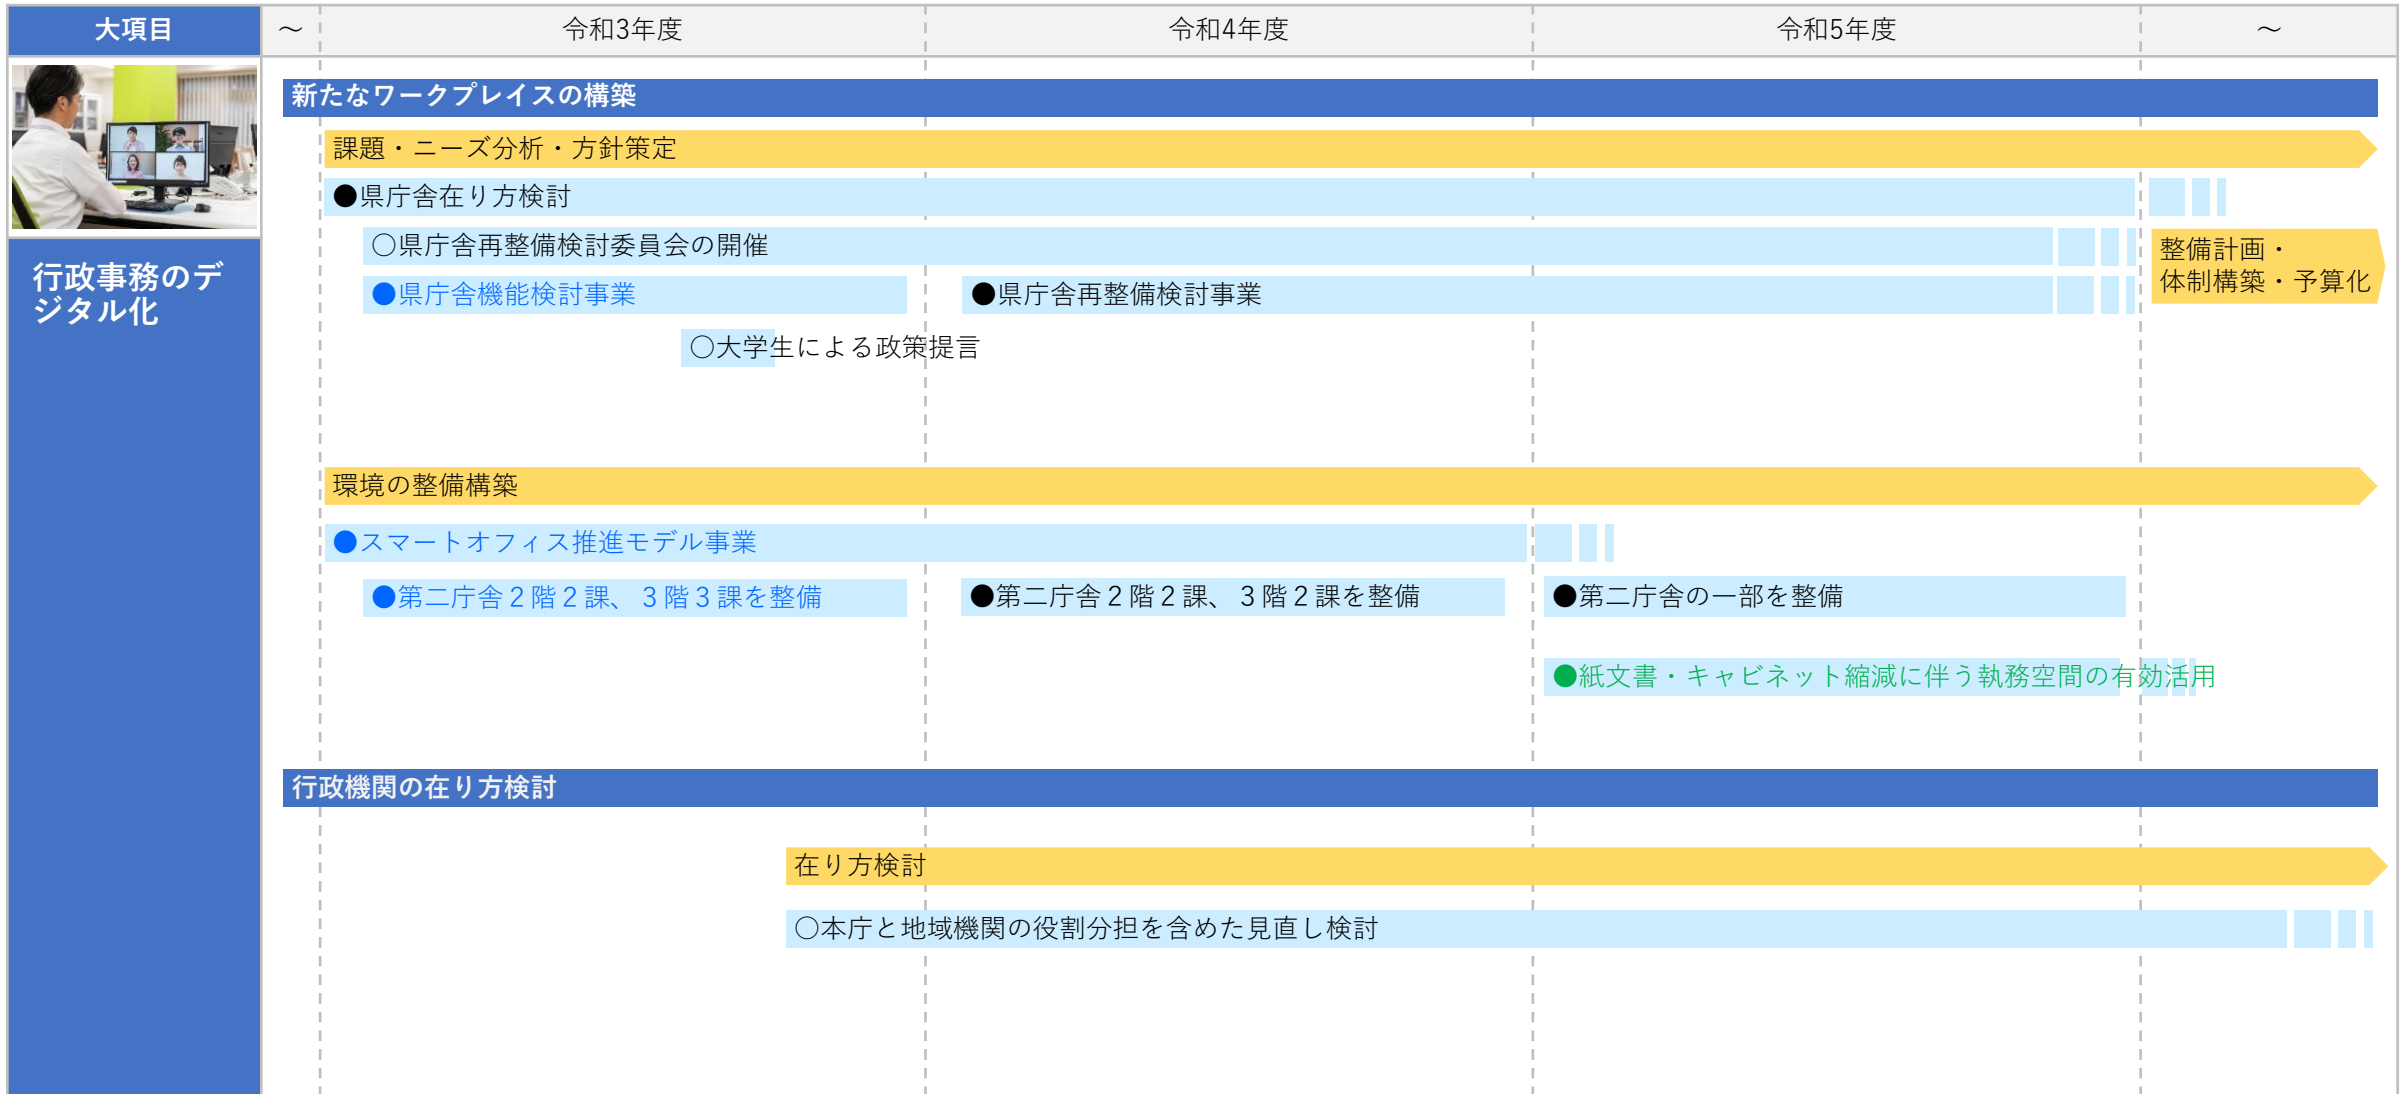 大項目
～
令和3年度
令和4年度
令和5年度
～
行政事務のデ
ジタル化
新たなワークプレイスの構築
課題・ニーズ分析・方針策定
●県庁舎在り方検討
○県庁舎再整備検討委員会の開催
整備計画・
体制構築・予算化
●県庁舎機能検討事業
●県庁舎再整備検討事業
○大学生による政策提言
環境の整備構築
●スマートオフィス推進モデル事業
●第二庁舎２階２課、３階３課を整備
●第二庁舎２階２課、３階２課を整備
●第二庁舎の一部を整備
●紙文書・キャビネット縮減に伴う執務空間の有効活用
行政機関の在り方検討
在り方検討
○本庁と地域機関の役割分担を含めた見直し検討